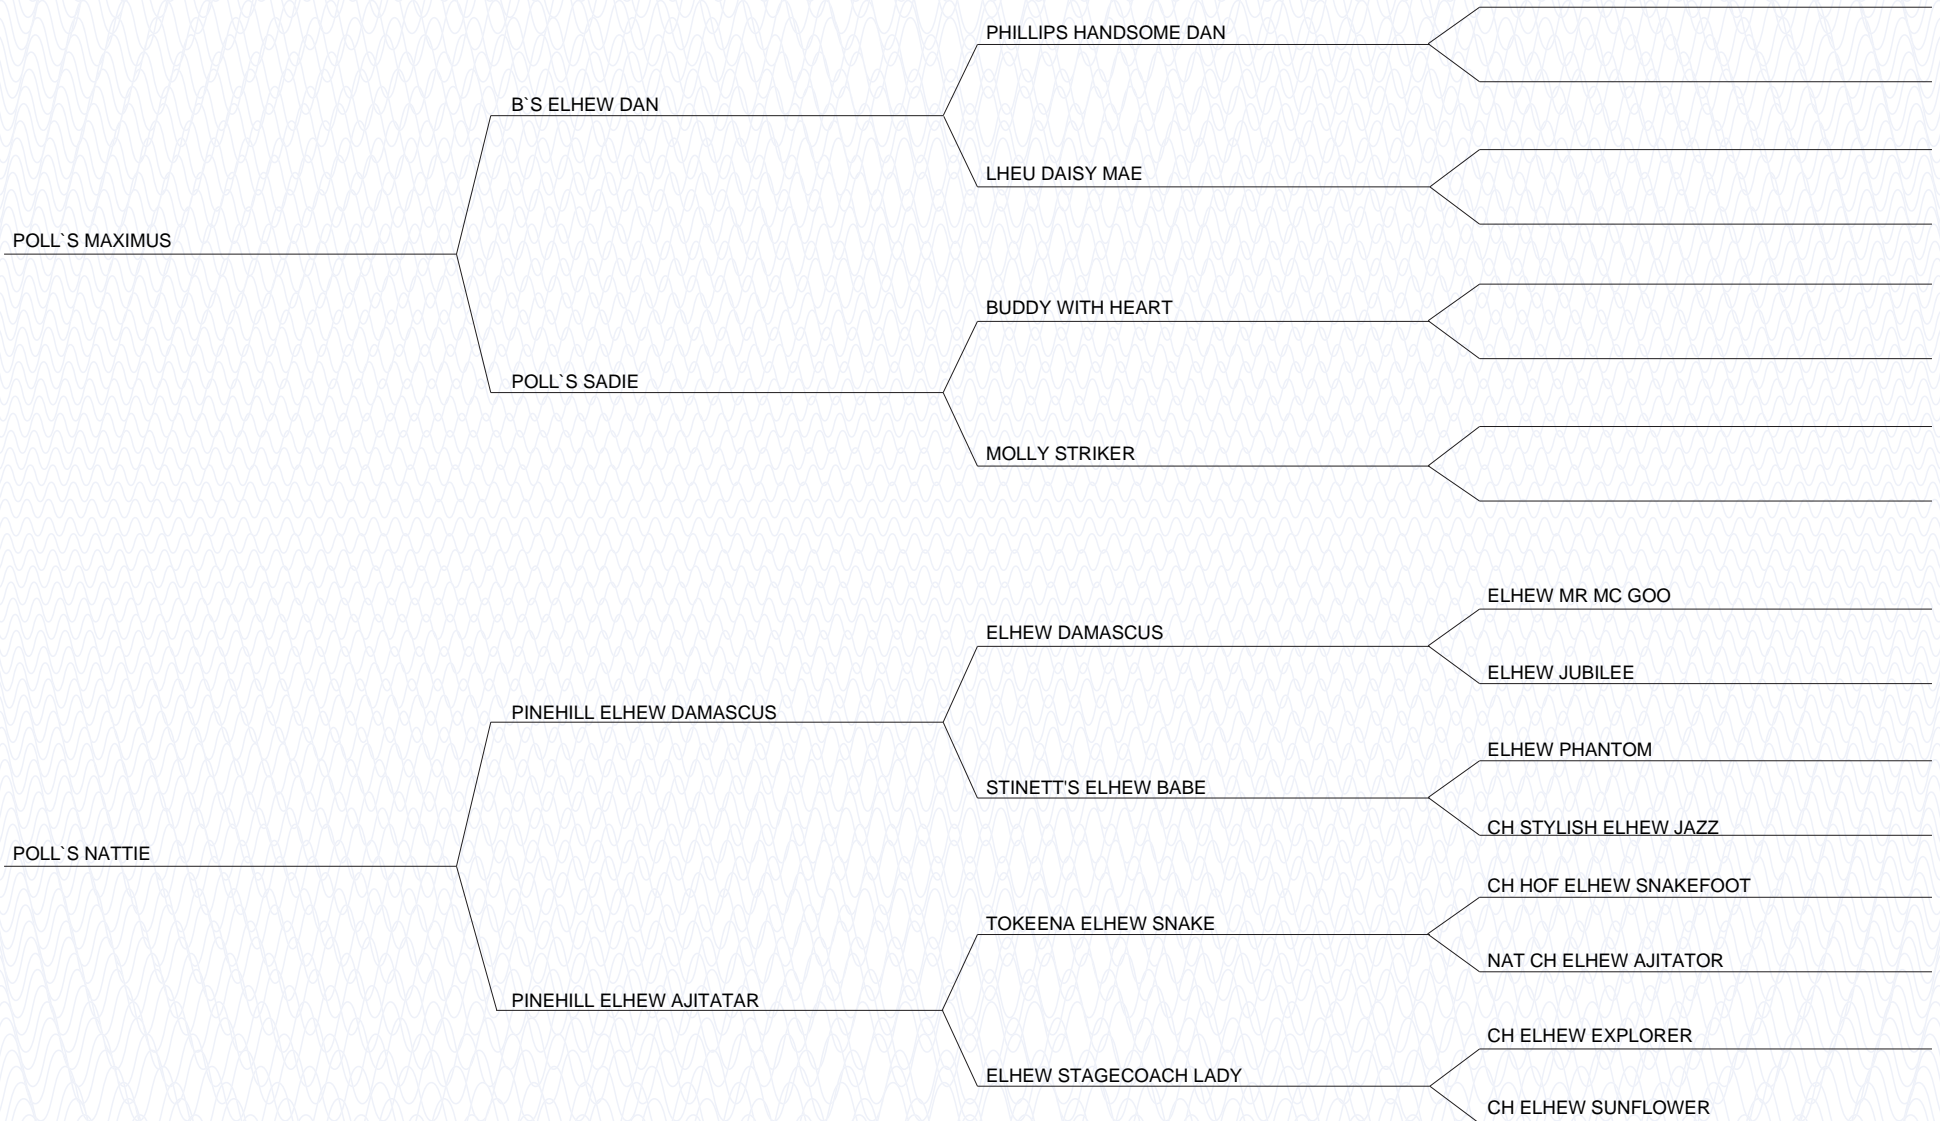 PHILLIPS HANDSOME DAN
B`S ELHEW DAN
LHEU DAISY MAE
POLL`S MAXIMUS
BUDDY WITH HEART
POLL`S SADIE
MOLLY STRIKER
ELHEW MR MC GOO
ELHEW DAMASCUS
ELHEW JUBILEE
PINEHILL ELHEW DAMASCUS
ELHEW PHANTOM
STINETT'S ELHEW BABE
CH STYLISH ELHEW JAZZ
POLL`S NATTIE
CH HOF ELHEW SNAKEFOOT
TOKEENA ELHEW SNAKE
NAT CH ELHEW AJITATOR
PINEHILL ELHEW AJITATAR
CH ELHEW EXPLORER
ELHEW STAGECOACH LADY
CH ELHEW SUNFLOWER